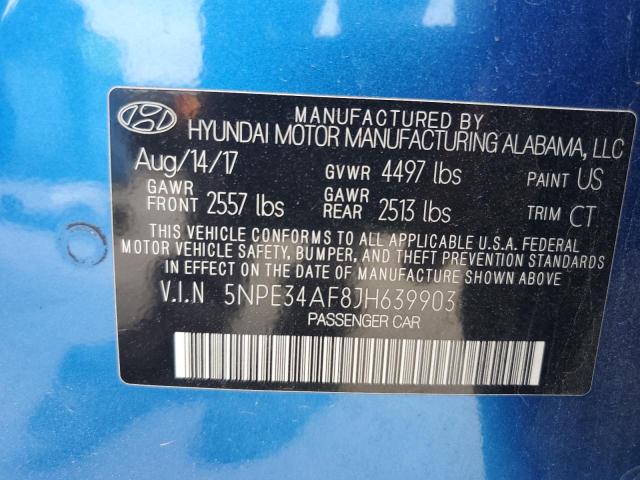 MANUFACTURED BY
HYUNDAI MOTOR MANUFACTURING ALABAMA, LLC
Aug/14/17 GVWR 4497 lbs PAINT US
GAWR FRONT 2557 lbs GAWR REAR 2513 lbs TRIM CT
THIS VEHICLE CONFORMS TO ALL APPLICABLE U.S.A. FEDERAL
MOTOR VEHICLE SAFETY, BUMPER, AND THEFT PREVENTION STANDARDS
IN EFFECT ON THE DATE OF MANUFACTURE SHOWN ABOVE.
V.I.N 5NPE34AF8JH639903
PASSENGER CAR